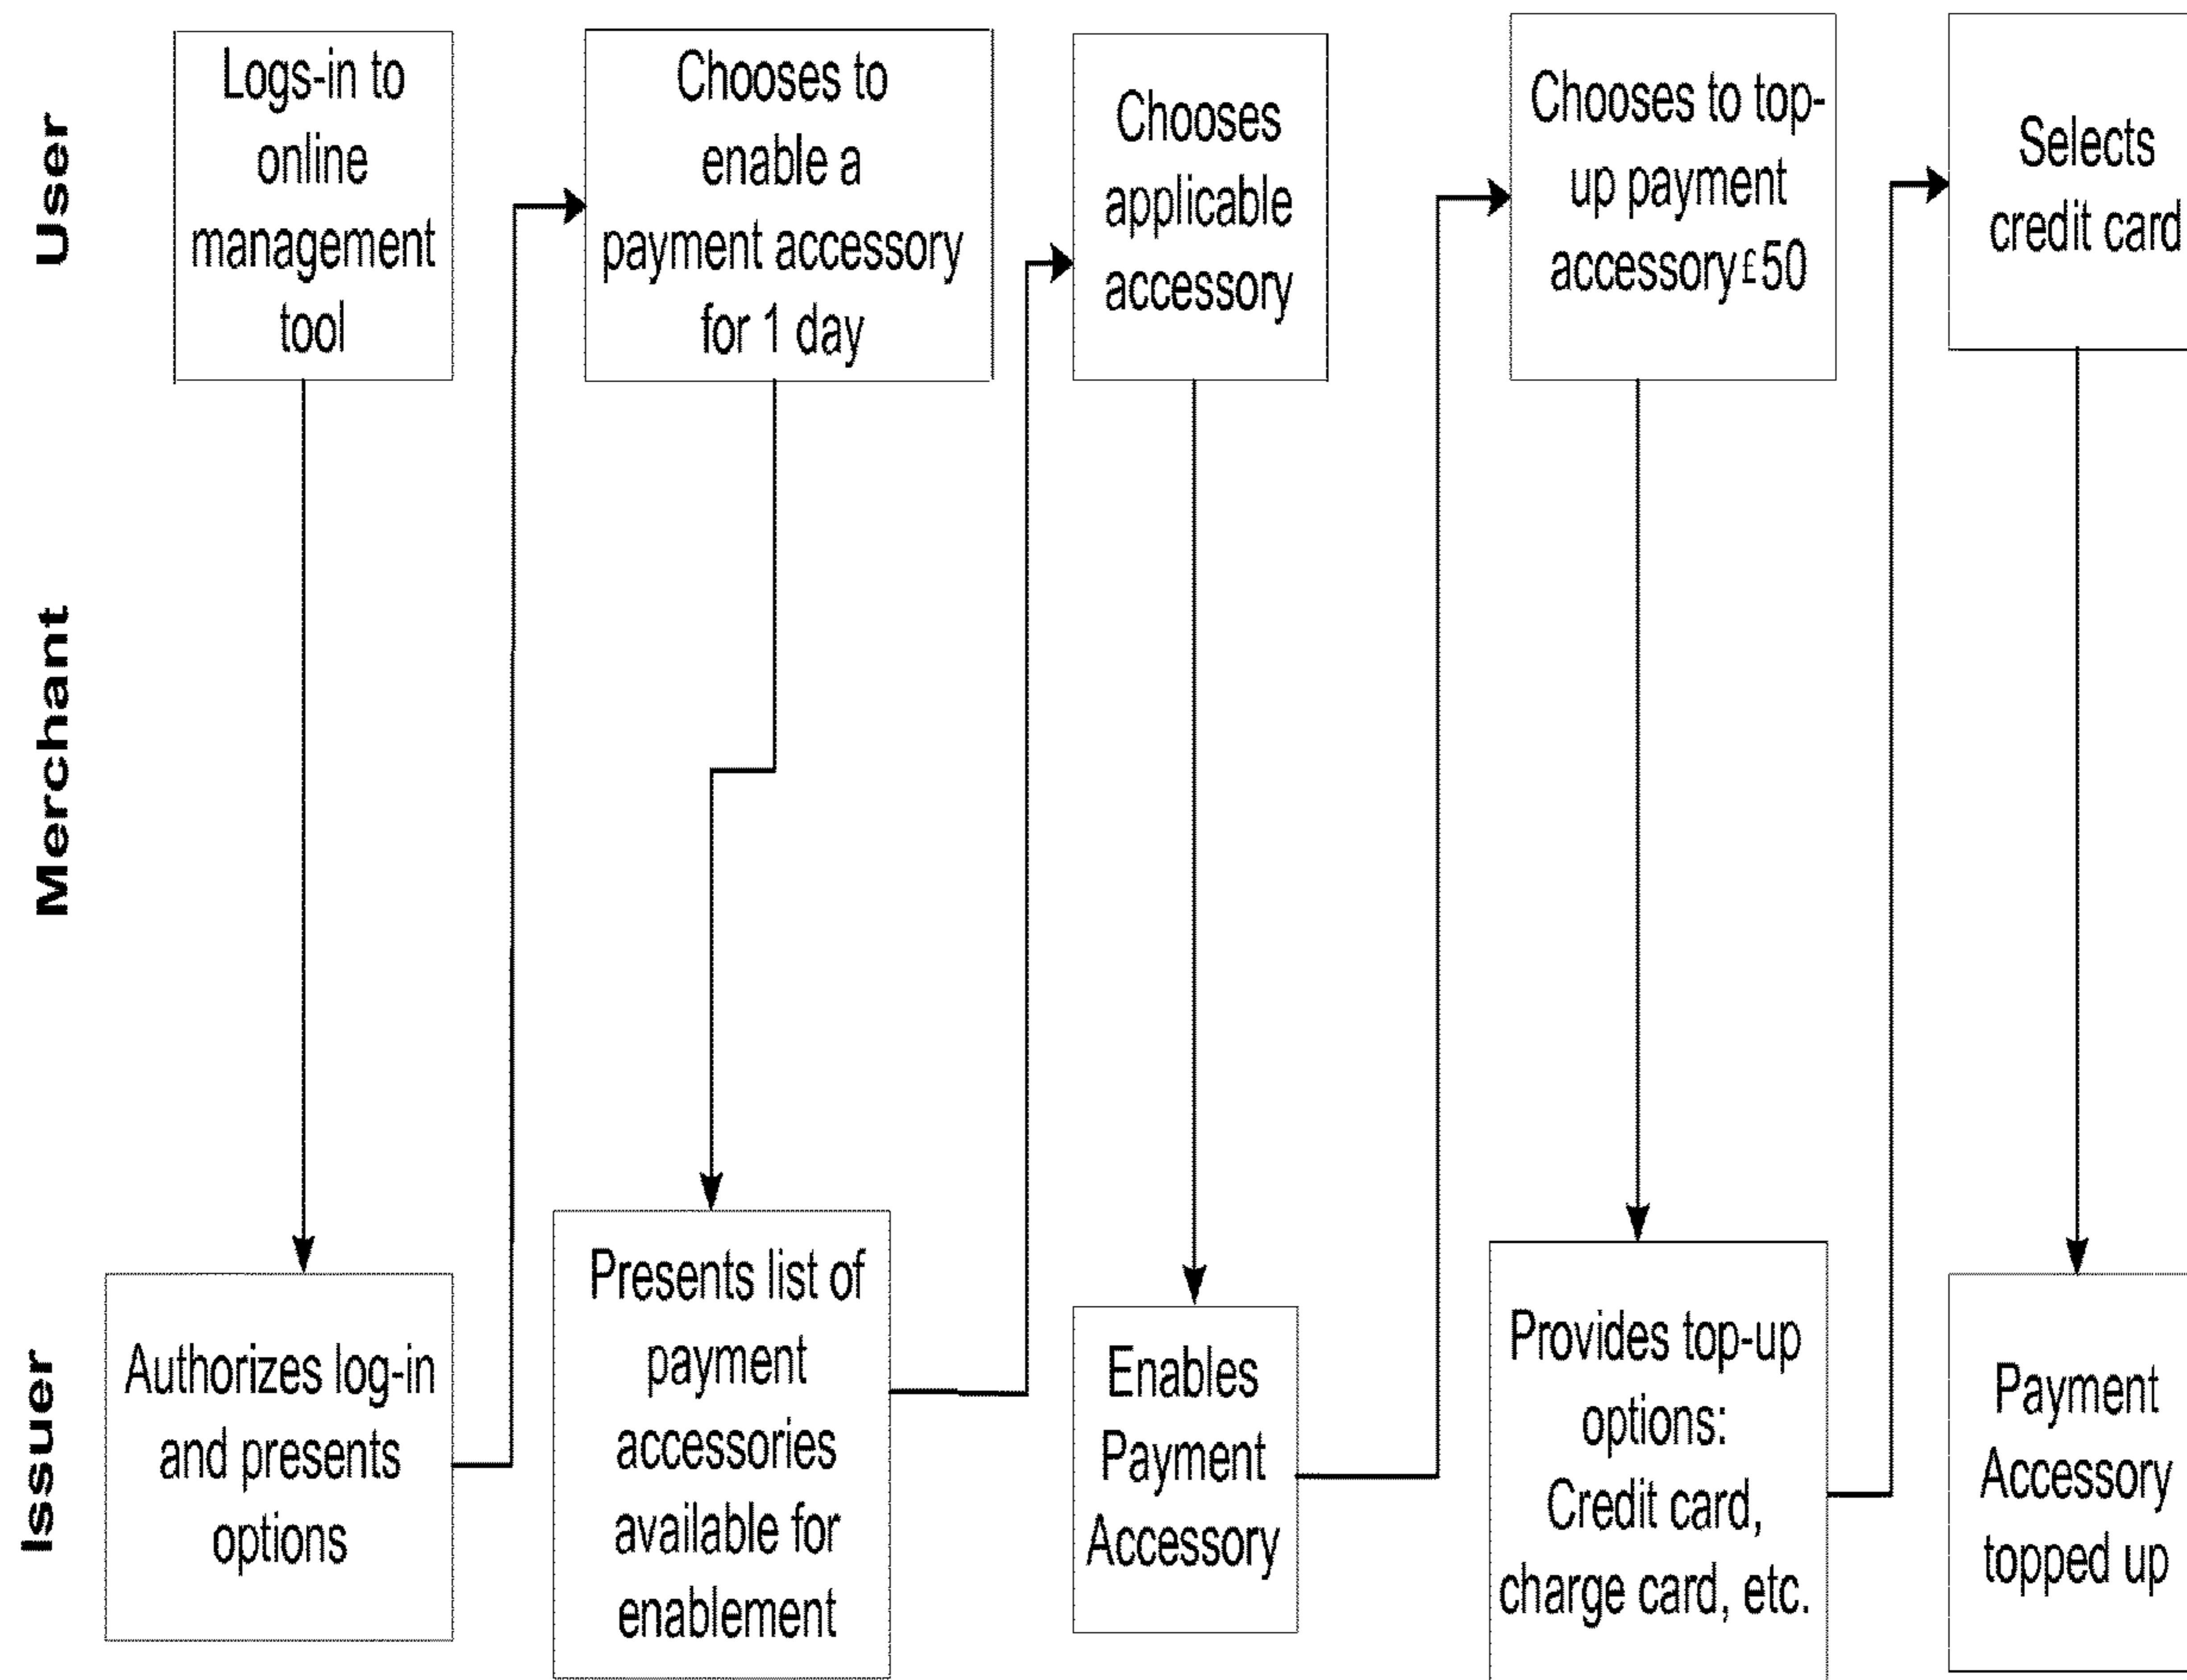 User
Logs-in to
online
management
tool
Chooses to
enable a
payment accessory
for 1 day
Chooses
applicable
accessory
Chooses to top-
up payment
accessory £50
Selects
credit card
Merchant
Issuer
Authorizes log-in
and presents
options
Presents list of
payment
accessories
available for
enablement
Enables
Payment
Accessory
Provides top-up
options:
Credit card,
charge card, etc.
Payment
Accessory
topped up